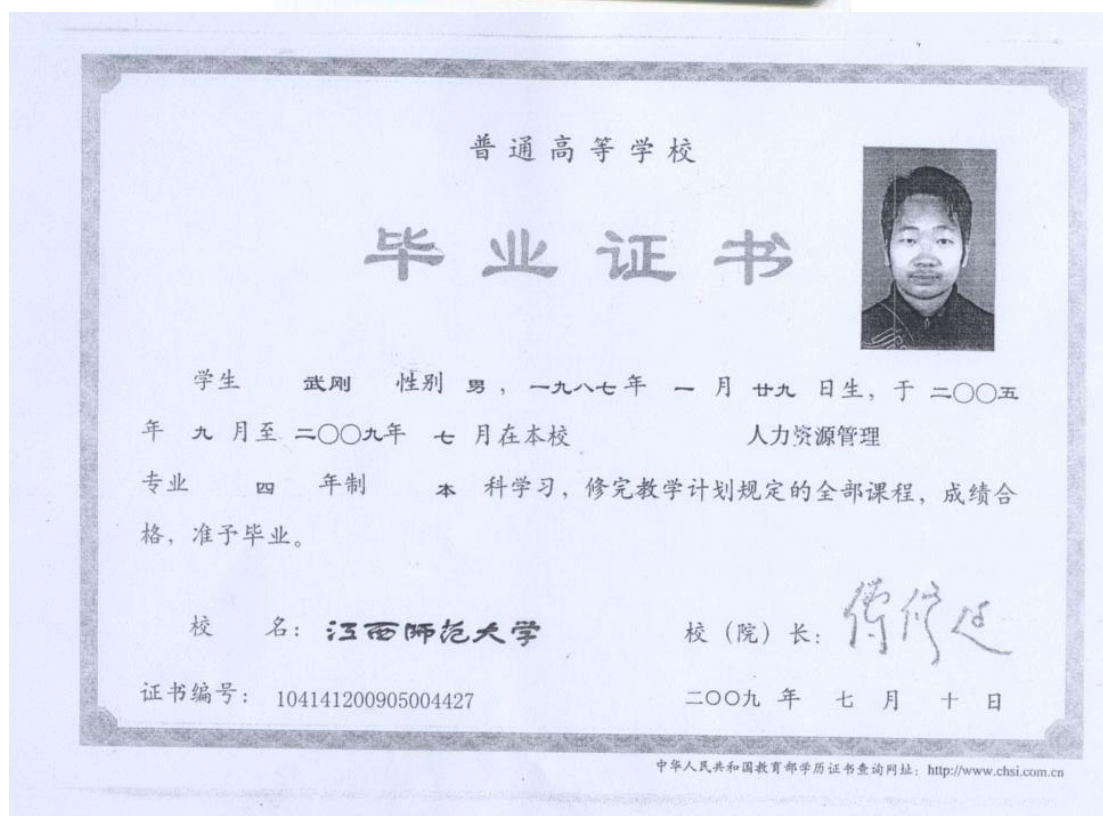 普通高等学校
毕业证书
学生 武刚 性别 男，一九八七年 一 月 廿九 日生，于 二〇〇五
年 九 月至 二〇〇九年 七 月在本校 人力资源管理
专业 四 年制 本 科学习，修完教学计划规定的全部课程，成绩合
格，准予毕业。
校 名：江西师范大学 校（院）长：傅修延
证书编号：104141200905004427 二〇〇九 年 七 月 十 日
中华人民共和国教育部学历证书查询网址：http://www.chsi.com.cn